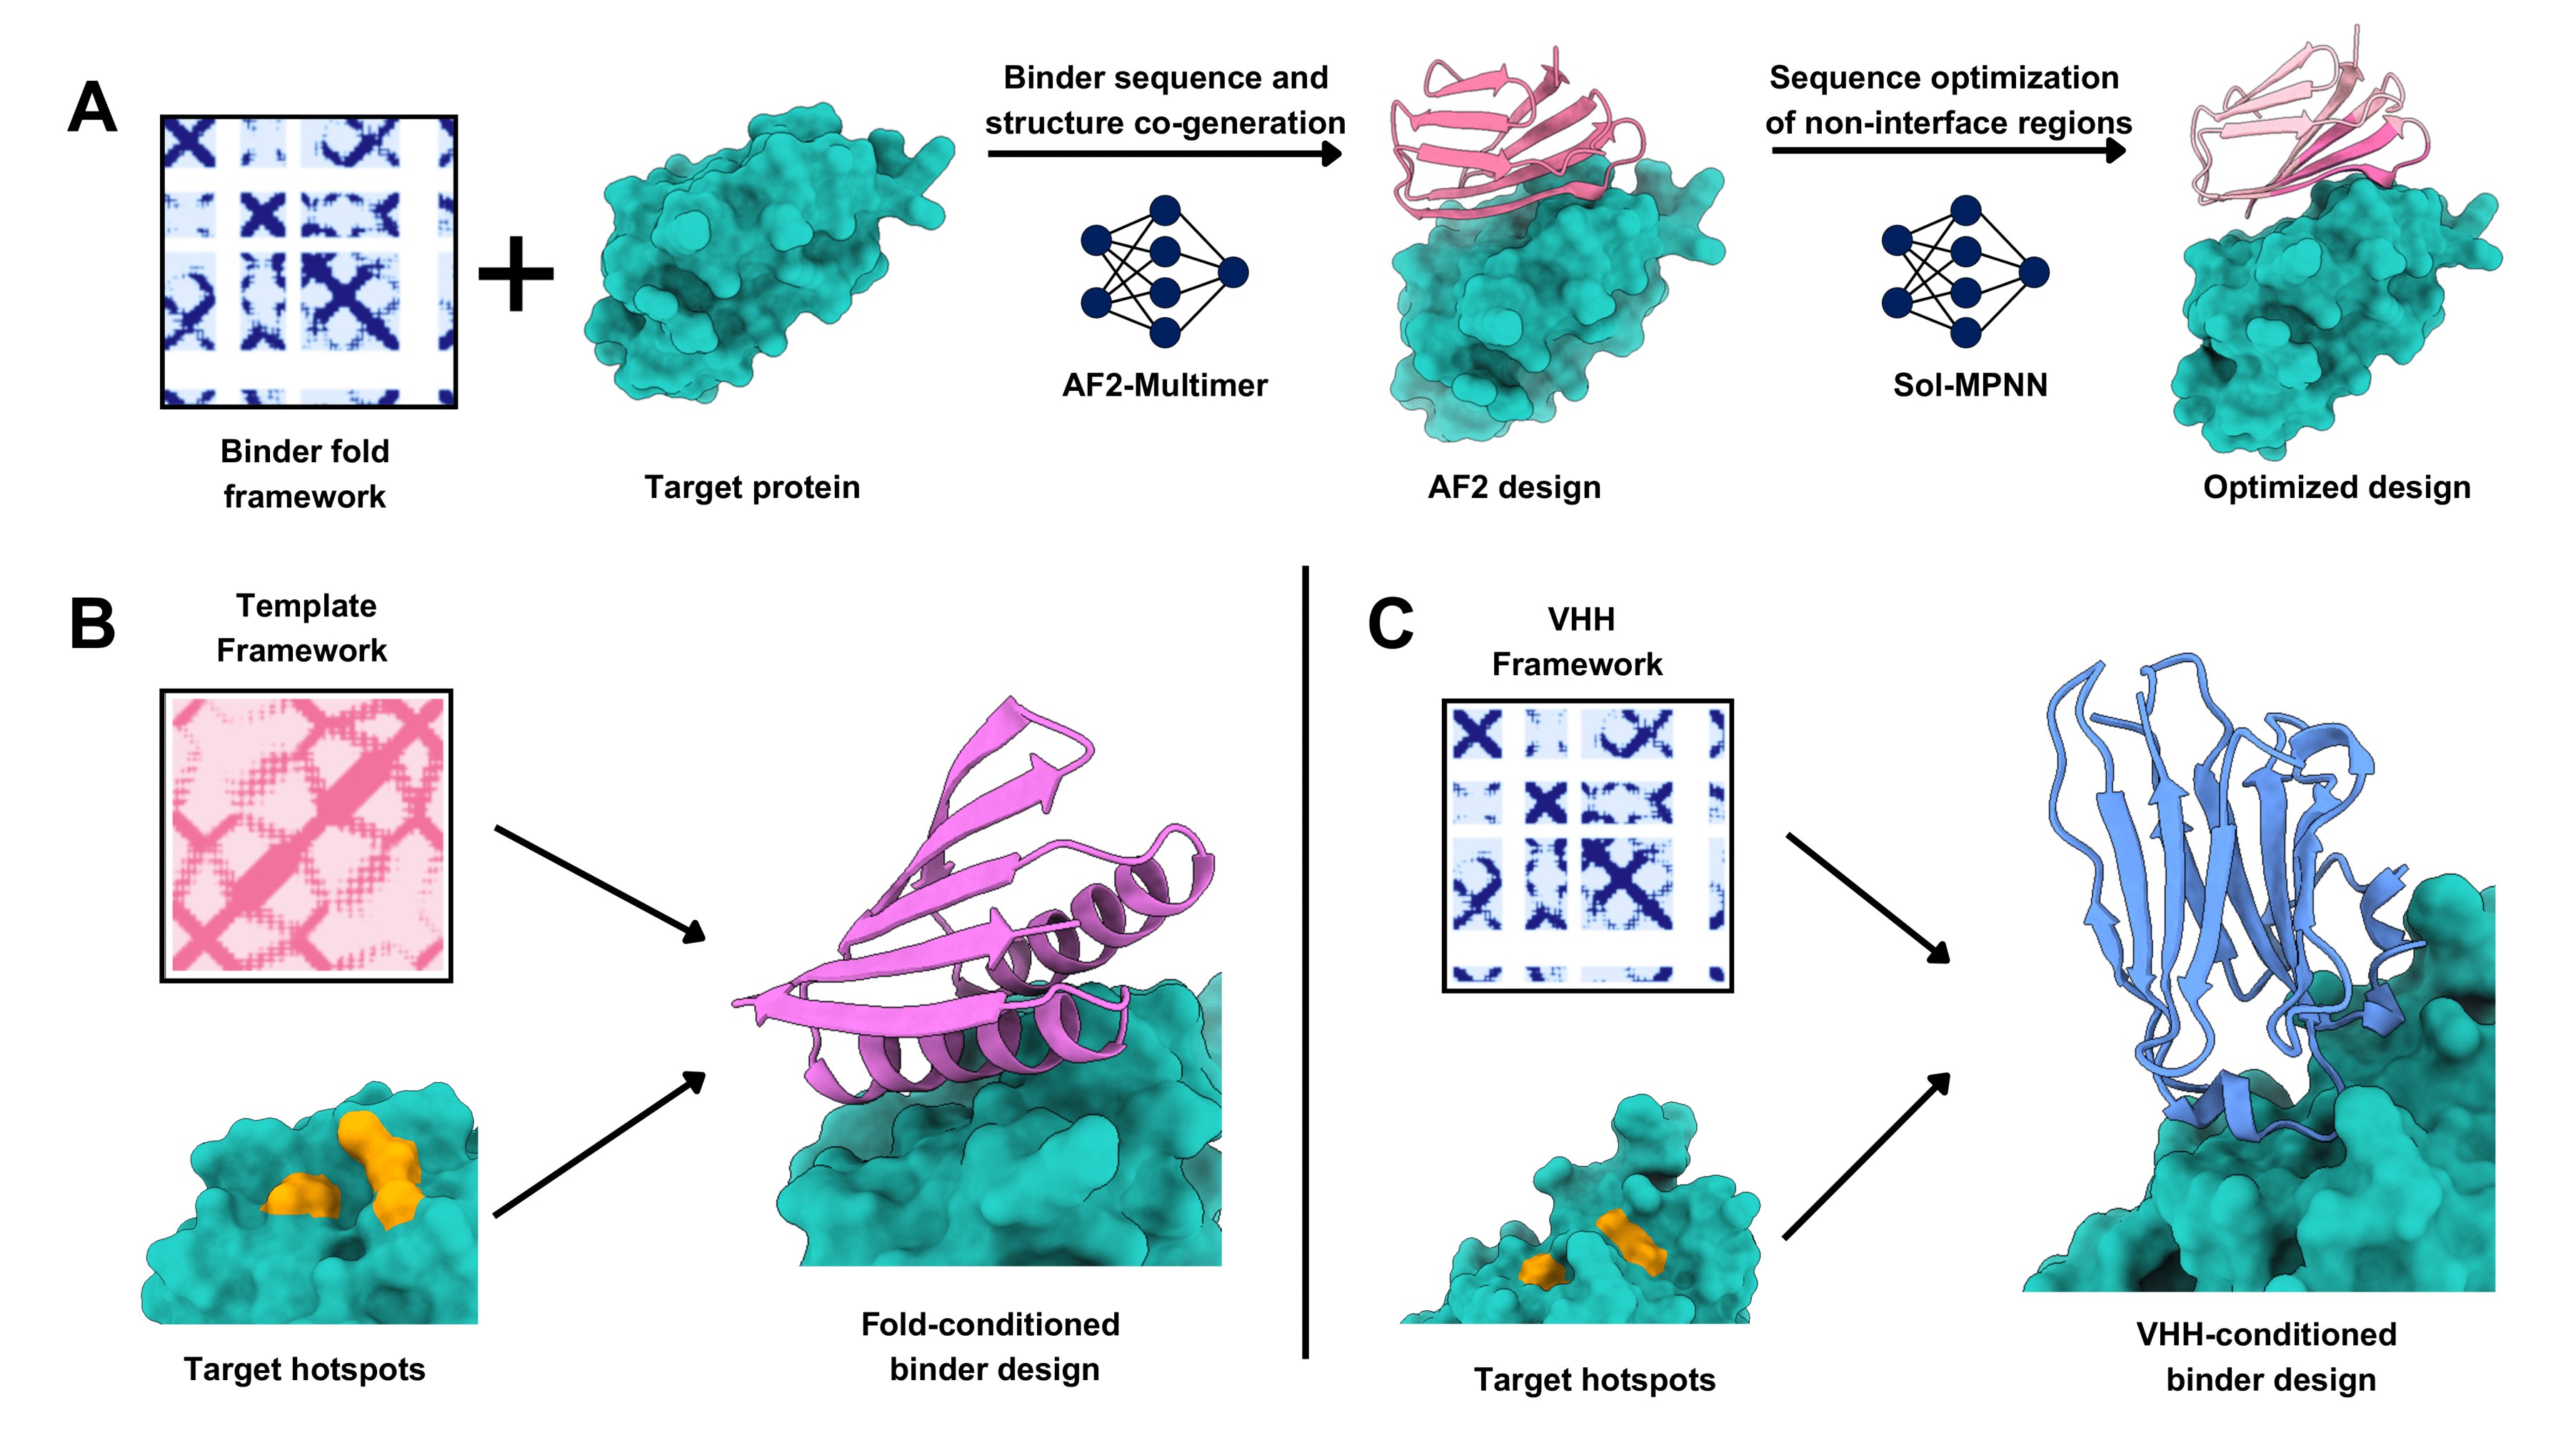 A
Binder fold
framework
Target protein
Binder sequence and
structure co-generation
AF2-Multimer
AF2 design
Sequence optimization
of non-interface regions
Sol-MPNN
Optimized design
B
Template
Framework
Target hotspots
Fold-conditioned
binder design
C
VHH
Framework
Target hotspots
VHH-conditioned
binder design